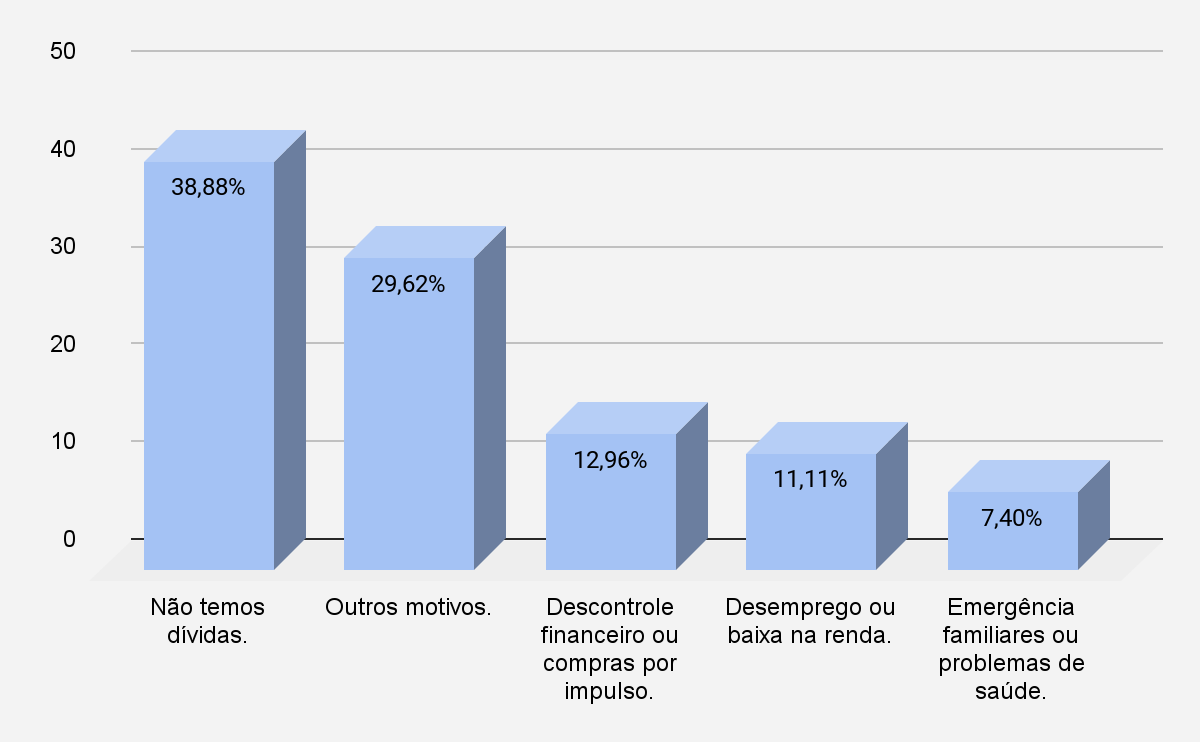 50
40
30
20
10
0
38,88%
29,62%
12,96%
11,11%
7,40%
Não temos
dívidas.
Outros motivos.
Descontrole
financeiro ou
compras por
impulso.
Desemprego ou
baixa na renda.
Emergência
familiares ou
problemas de
saúde.